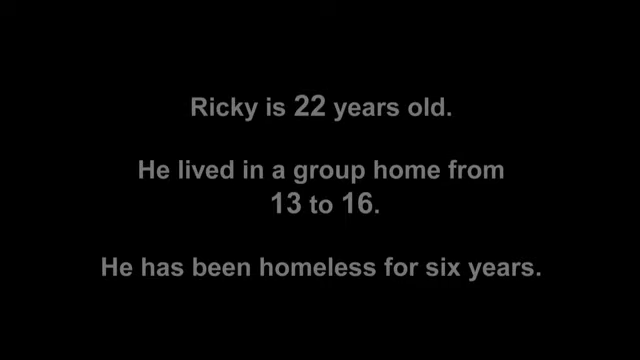 Ricky is 22 years old.
He lived in a group home from
13 to 16.
He has been homeless for six years.